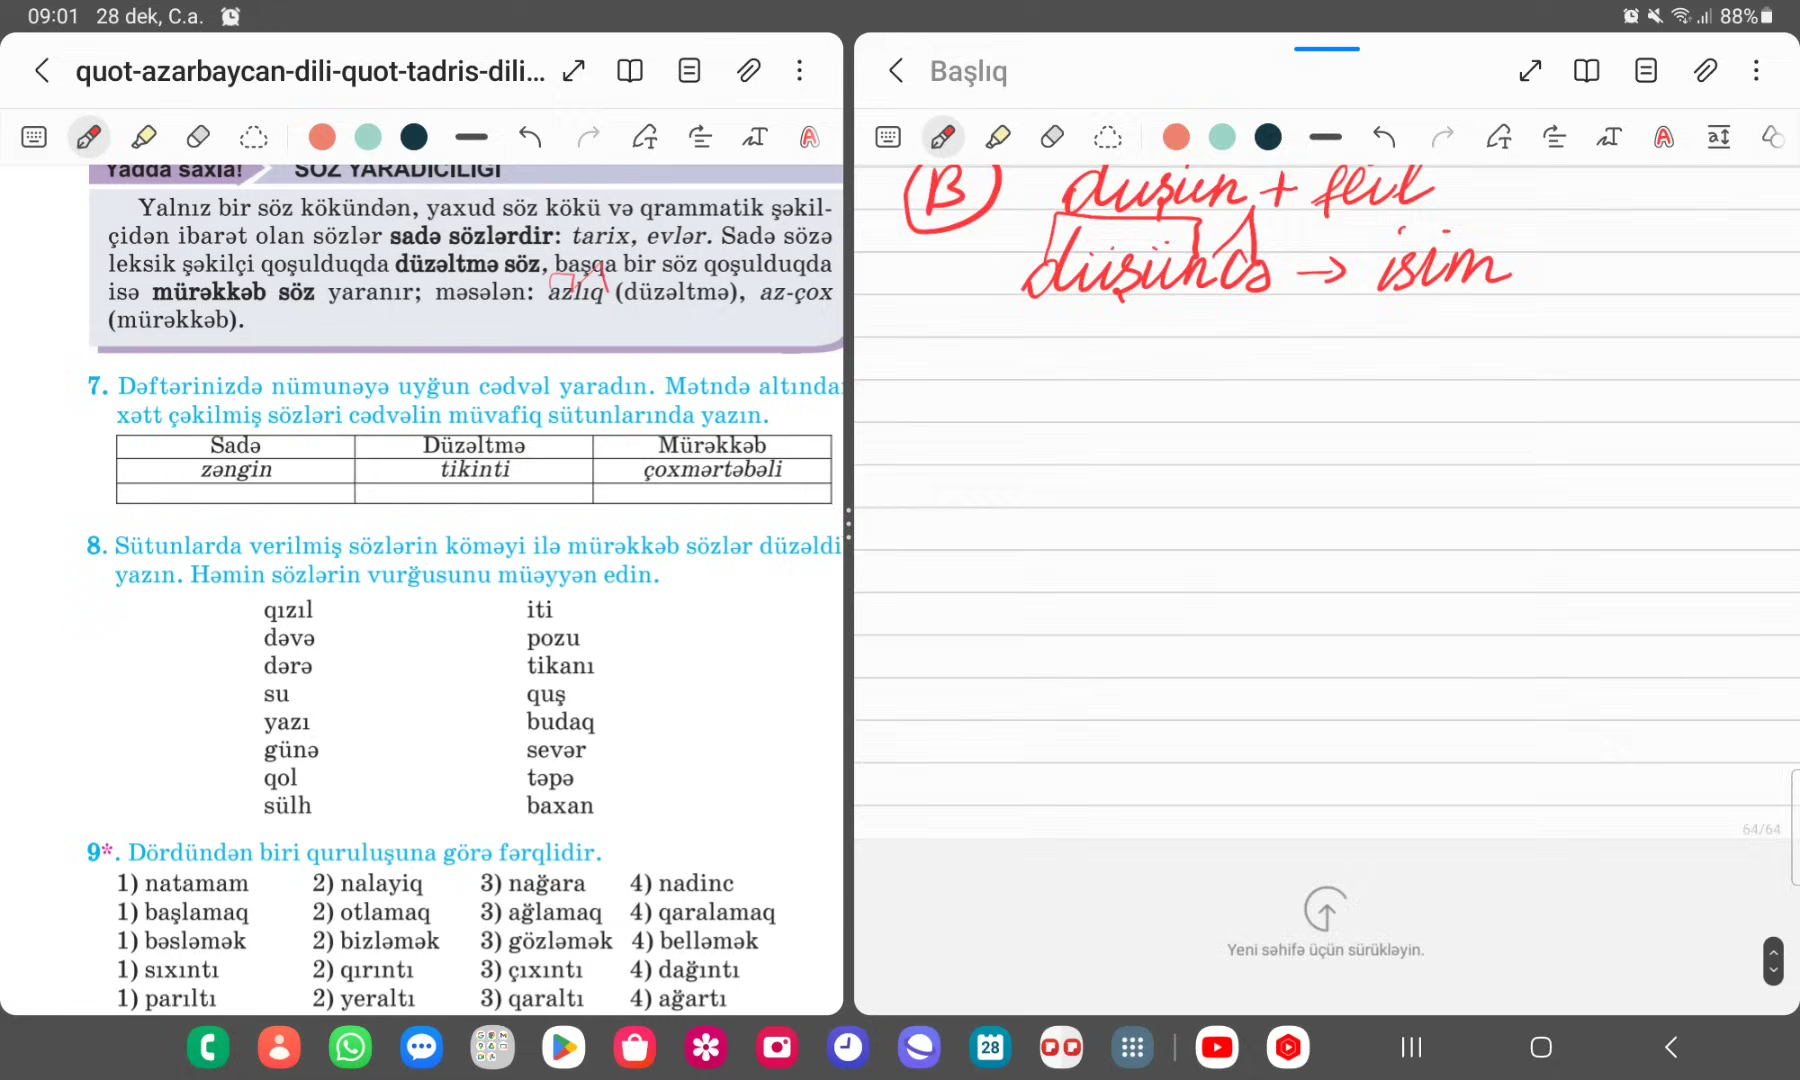 09:01 28 dek, C.a.
88%
quot-azarbaycan-dili-quot-tadris-dili...
Yadda saxla! SÖZ YARADICILIĞI
Yalnız bir söz kökündən, yaxud söz kökü və qrammatik şəkil-
çidən ibarət olan sözlər sadə sözlərdir: tarix, evlər. Sadə sözə
leksik şəkilçi qoşulduqda düzəltmə söz, başqa bir söz qoşulduqda
isə mürəkkəb söz yaranır; məsələn: azlıq (düzəltmə), az-çox
(mürəkkəb).
7. Dəftərinizdə nümunəyə uyğun cədvəl yaradın. Mətndə altında
xətt çəkilmiş sözləri cədvəlin müvafiq sütunlarında yazın.
Sadə Düzəltmə Mürəkkəb
zəngin tikinti çoxmərtəbəli
8. Sütunlarda verilmiş sözlərin köməyi ilə mürəkkəb sözlər düzəldi
yazın. Həmin sözlərin vurğusunu müəyyən edin.
qızıl iti
dəvə pozu
dərə tikanı
su quş
yazı budaq
günə sevər
qol təpə
sülh baxan
9*. Dördündən biri quruluşuna görə fərqlidir.
1) natamam 2) nalayiq 3) nağara 4) nadinc
1) başlamaq 2) otlamaq 3) ağlamaq 4) qaralamaq
1) bəsləmək 2) bizləmək 3) gözləmək 4) belləmək
1) sıxıntı 2) qırıntı 3) çıxıntı 4) dağıntı
1) parıltı 2) yeraltı 3) qaraltı 4) ağartı
Başlıq
B düşün + feil
düşüncə → isim
64/64
Yeni səhifə üçün sürükləyin.
28